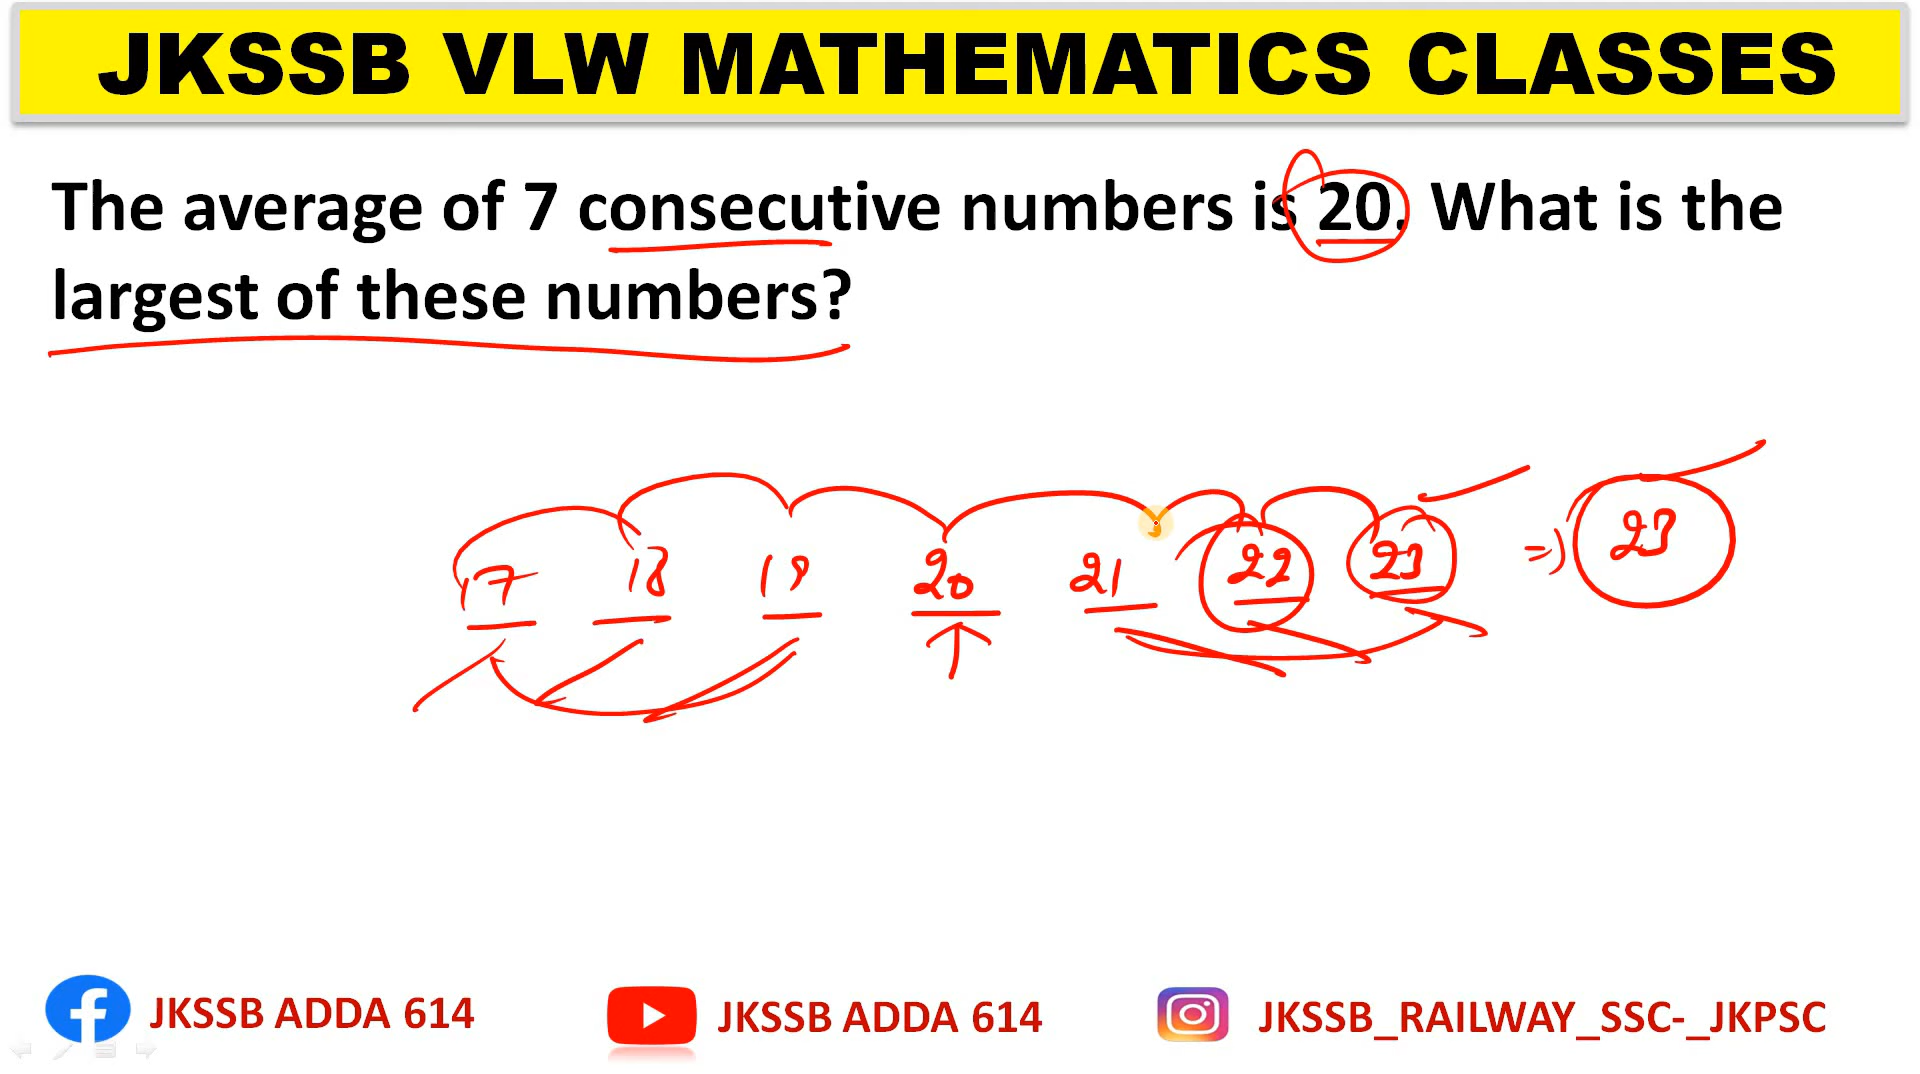 JKSSB VLW MATHEMATICS CLASSES
The average of 7 consecutive numbers is 20. What is the
largest of these numbers?
17 18 19 20 21 22 23 => 23
JKSSB ADDA 614 JKSSB ADDA 614 JKSSB_RAILWAY_SSC-_JKPSC